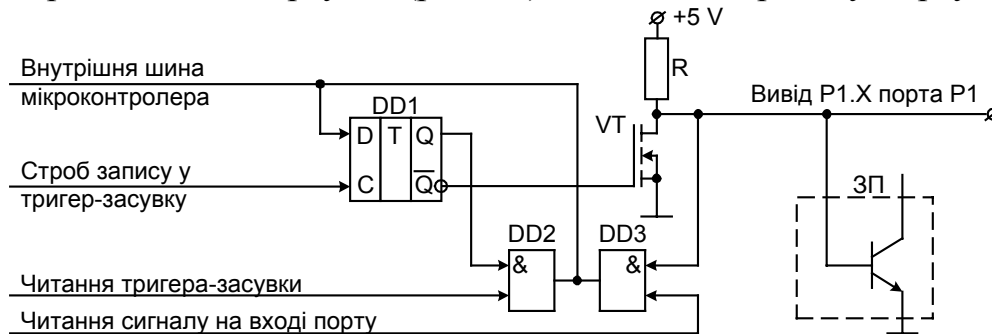 +5 V
Внутрішня шина
мікроконтролера
R
DD1
Вивід P1.X порта P1
VT
D T Q
Строб запису у
тригер-засувку
C Q
ЗП
DD2 DD3
& &
Читання тригера-засувки
Читання сигналу на вході порту